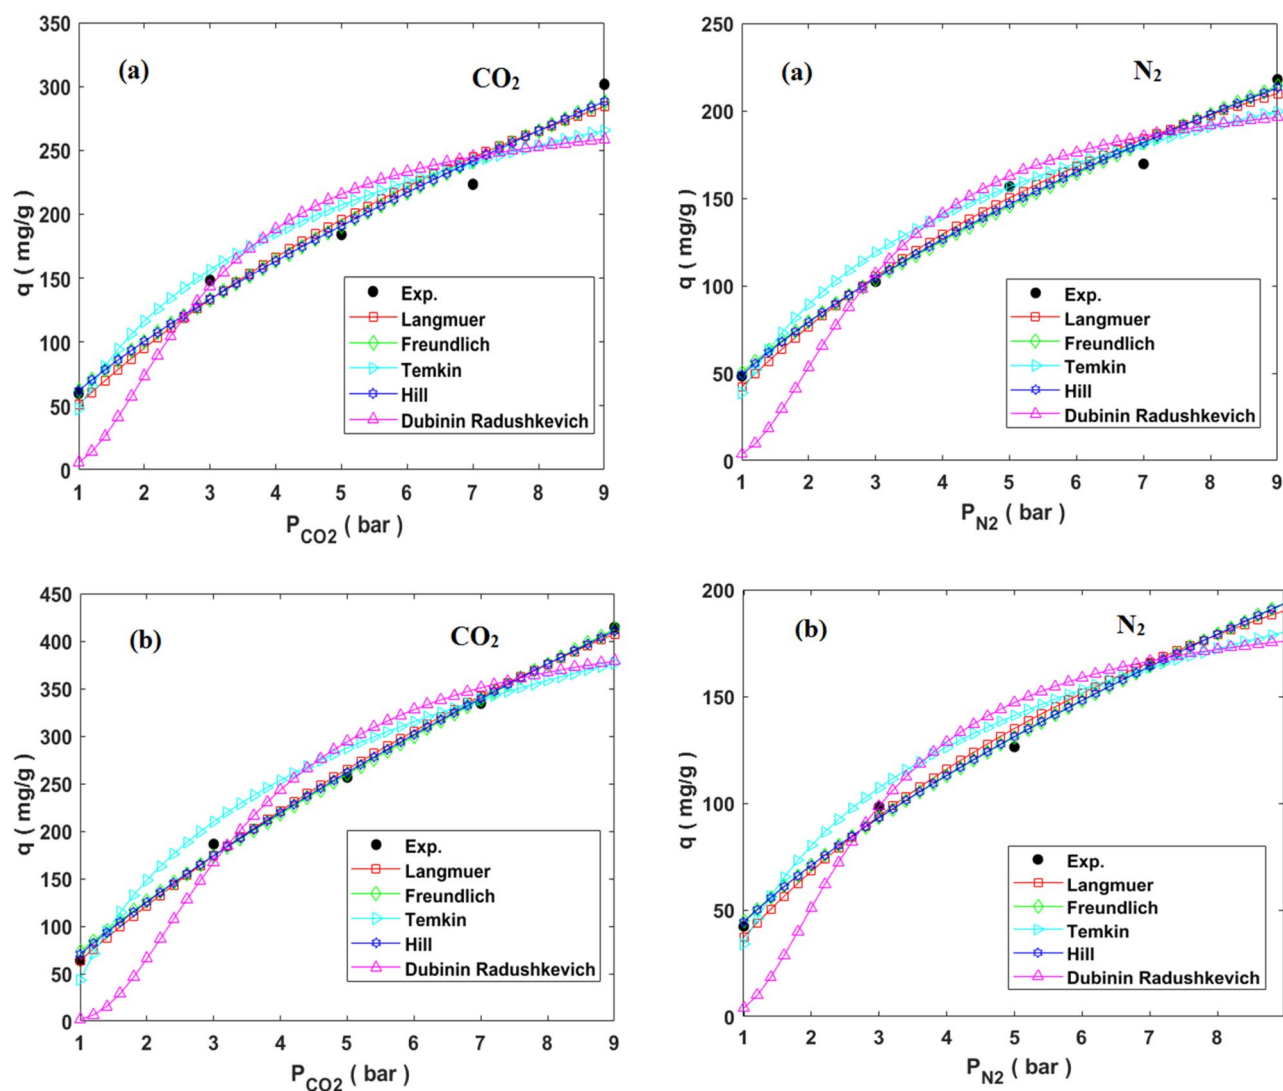 350
300
250
200
150
100
50
0
(a)
CO2
q ( mg/g)
Exp.
Langmuer
Freundlich
Temkin
Hill
Dubinin Radushkevich
1 2 3 4 5 6 7 8 9
P_CO2 ( bar )
250
200
150
100
50
0
(a)
N2
q ( mg/g)
Exp.
Langmuer
Freundlich
Temkin
Hill
Dubinin Radushkevich
1 2 3 4 5 6 7 8 9
P_N2 ( bar )
450
400
350
300
250
200
150
100
50
0
(b)
CO2
q ( mg/g)
Exp.
Langmuer
Freundlich
Temkin
Hill
Dubinin Radushkevich
1 2 3 4 5 6 7 8 9
P_CO2 ( bar )
200
150
100
50
0
(b)
N2
q ( mg/g)
Exp.
Langmuer
Freundlich
Temkin
Hill
Dubinin Radushkevich
1 2 3 4 5 6 7 8
P_N2 ( bar )